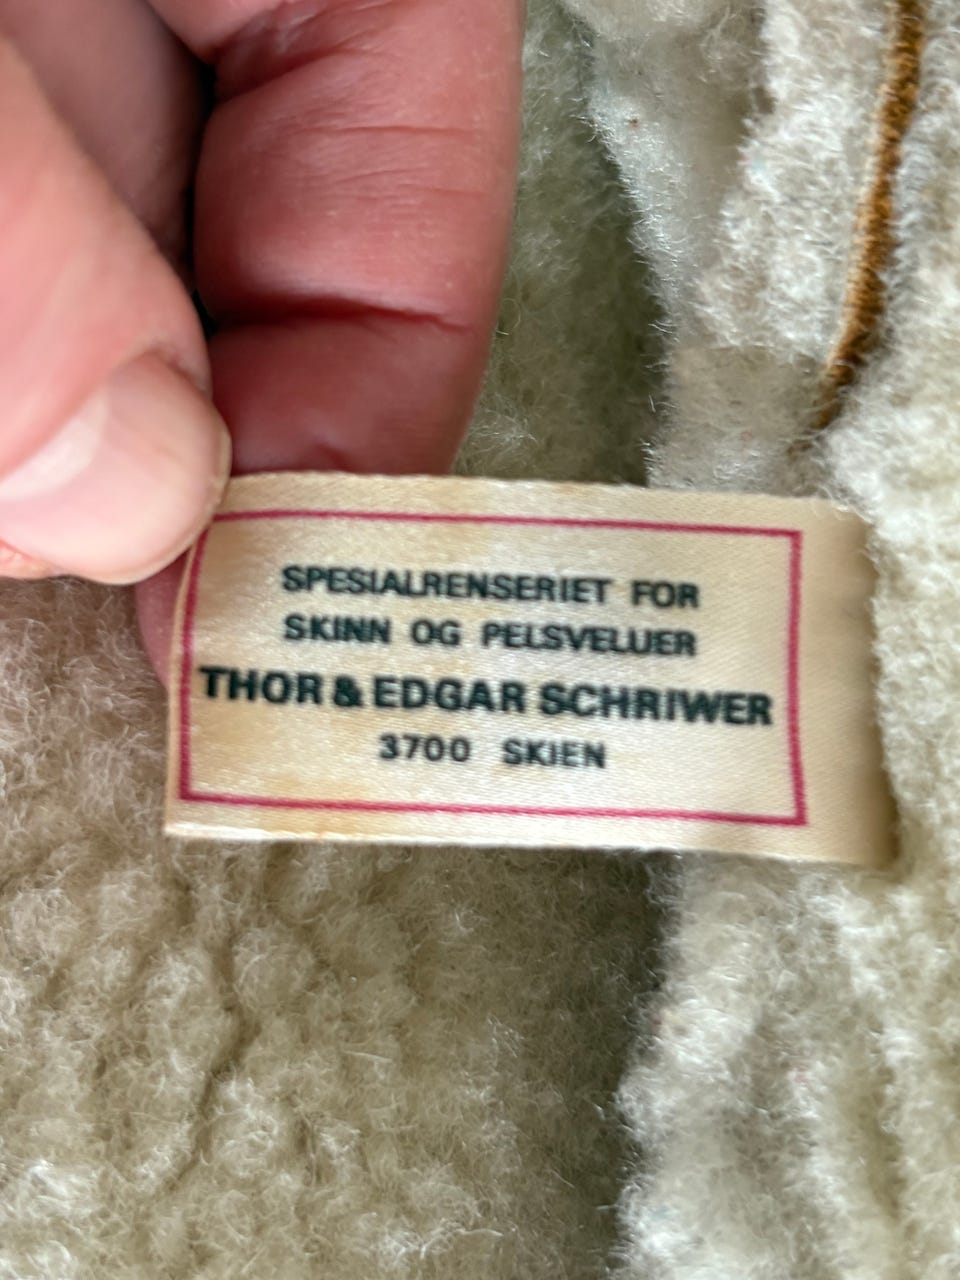 SPESIALRENSERIET FOR
SKINN OG PELSVELUER
THOR & EDGAR SCHRIWER
3700 SKIEN